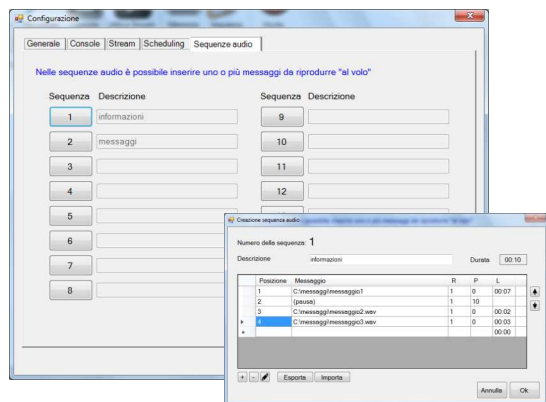 Configurazione
Generale Console Stream Scheduling Sequenze audio
Nelle sequenze audio è possibile inserire uno o più messaggi da riprodurre "al volo"
Sequenza Descrizione Sequenza Descrizione
1 informazioni 9
2 messaggi 10
3 11
4 12
5
6
7
8
Creazione sequenza audio
Numero della sequenza: 1
Descrizione informazioni Durata 00:10
Posizione Messaggio R P L
1 C:\messaggi\messaggio1 1 0 00:07
2 (pausa) 1 10
3 C:\messaggi\messaggio2.wav 1 0 00:02
4 C:\messaggi\messaggio3.wav 1 0 00:03
00:00
+ - Esporta Importa
Annulla Ok